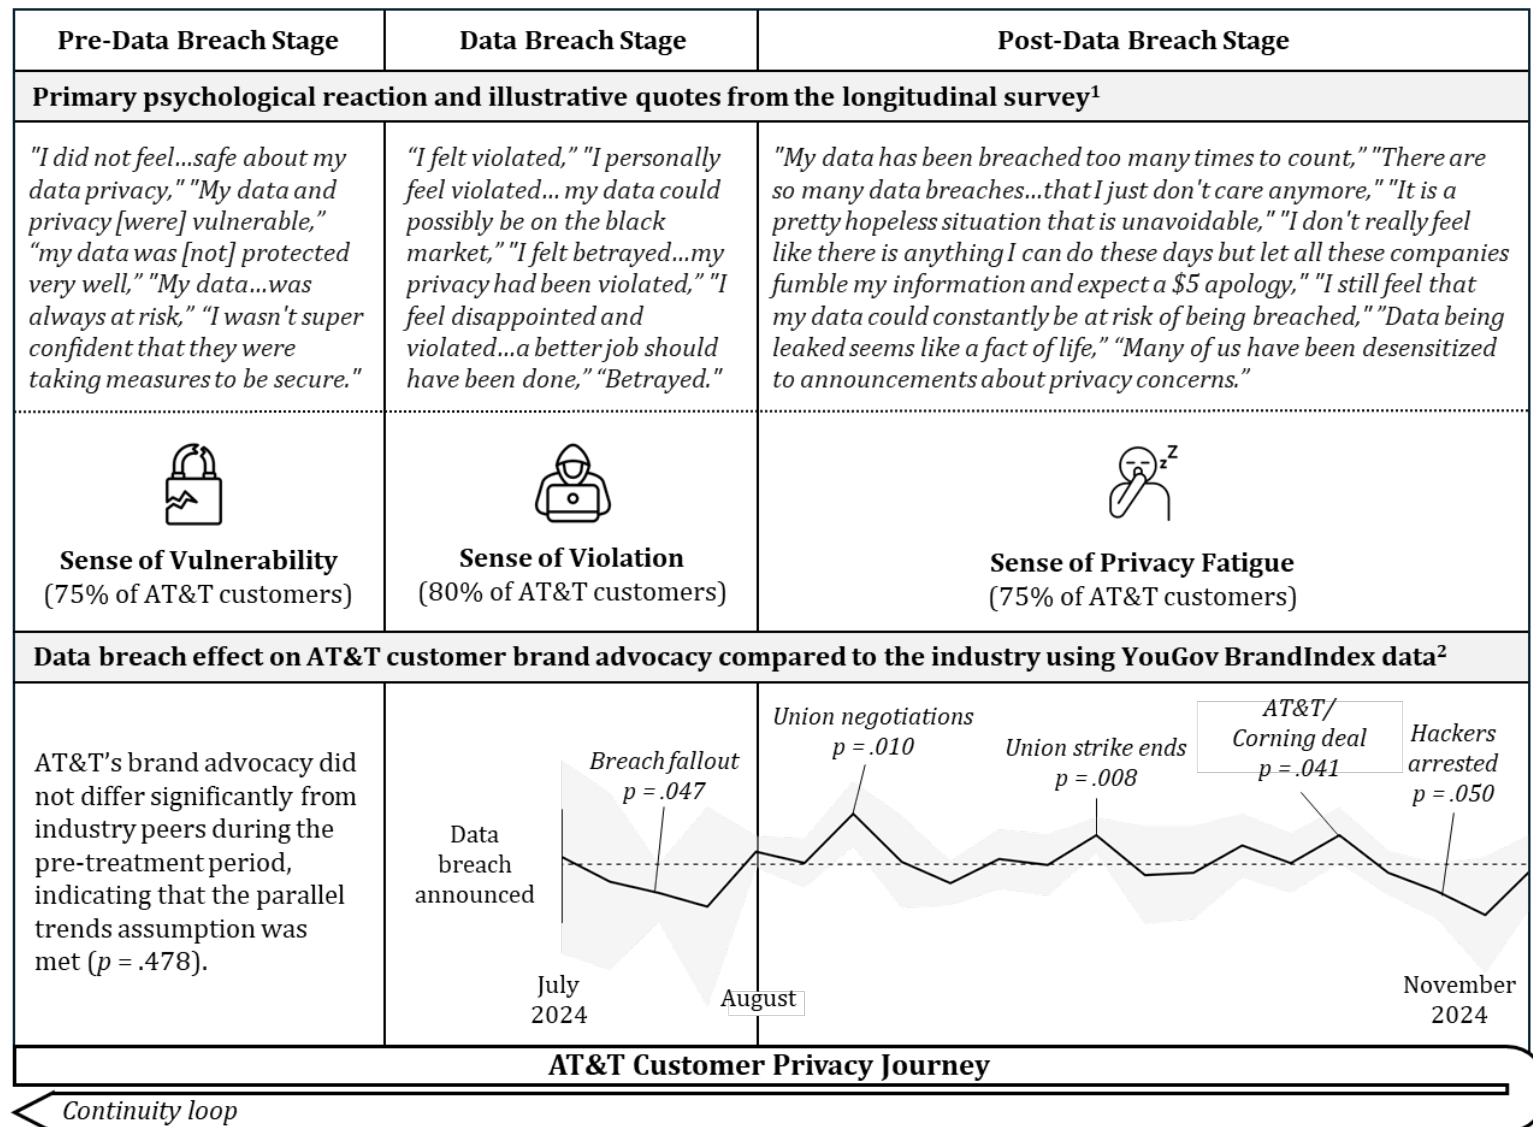 Pre-Data Breach Stage
Data Breach Stage
Post-Data Breach Stage
Primary psychological reaction and illustrative quotes from the longitudinal survey¹
"I did not feel...safe about my
data privacy," "My data and
privacy [were] vulnerable,”
“my data was [not] protected
very well,” "My data...was
always at risk,” “I wasn't super
confident that they were
taking measures to be secure."
“I felt violated,” "I personally
feel violated... my data could
possibly be on the black
market,” "I felt betrayed...my
privacy had been violated,” "I
feel disappointed and
violated...a better job should
have been done,” “Betrayed."
"My data has been breached too many times to count,” "There are
so many data breaches...that I just don't care anymore," "It is a
pretty hopeless situation that is unavoidable," "I don't really feel
like there is anything I can do these days but let all these companies
fumble my information and expect a $5 apology," "I still feel that
my data could constantly be at risk of being breached," ”Data being
leaked seems like a fact of life,” “Many of us have been desensitized
to announcements about privacy concerns.”
z
Z
Sense of Vulnerability
(75% of AT&T customers)
Sense of Violation
(80% of AT&T customers)
Sense of Privacy Fatigue
(75% of AT&T customers)
Data breach effect on AT&T customer brand advocacy compared to the industry using YouGov BrandIndex data²
AT&T’s brand advocacy did
not differ significantly from
industry peers during the
pre-treatment period,
indicating that the parallel
trends assumption was
met (p = .478).
Data
breach
announced
Breach fallout
p = .047
Union negotiations
p = .010
Union strike ends
p = .008
AT&T/
Corning deal
p = .041
Hackers
arrested
p = .050
July
2024
August
November
2024
AT&T Customer Privacy Journey
Continuity loop